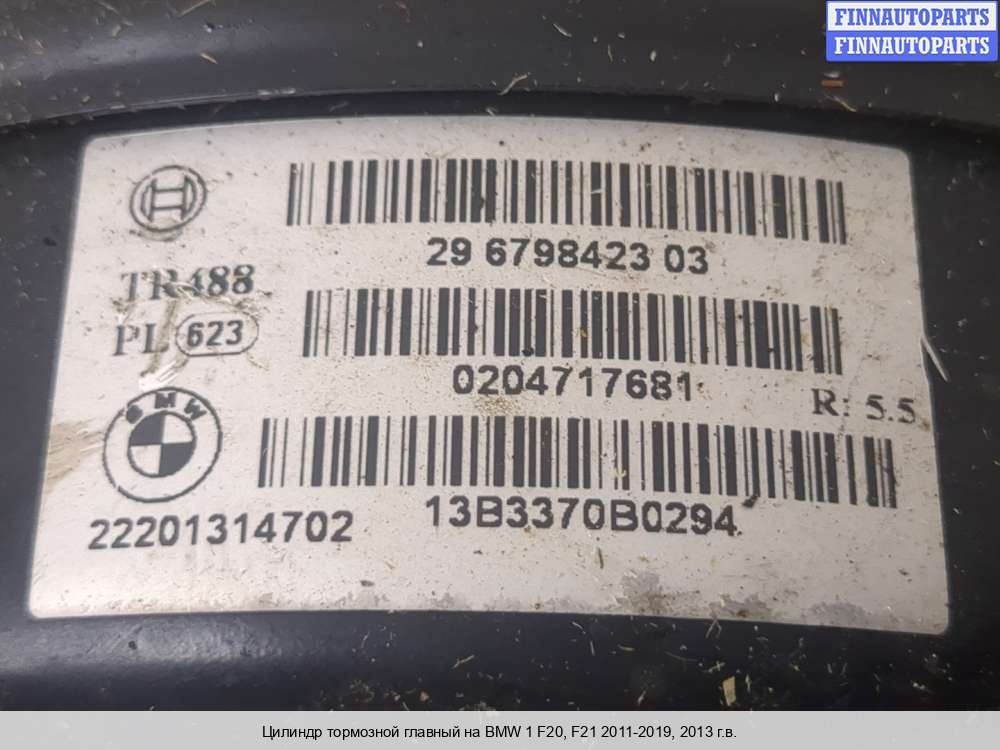 FINNAUTOPARTS
FINNAUTOPARTS
29 6798423 03
TR488
PL 623
0204717681
R: 5.5
BMW
22201314702
13B3370B0294
Цилиндр тормозной главный на BMW 1 F20, F21 2011-2019, 2013 г.в.